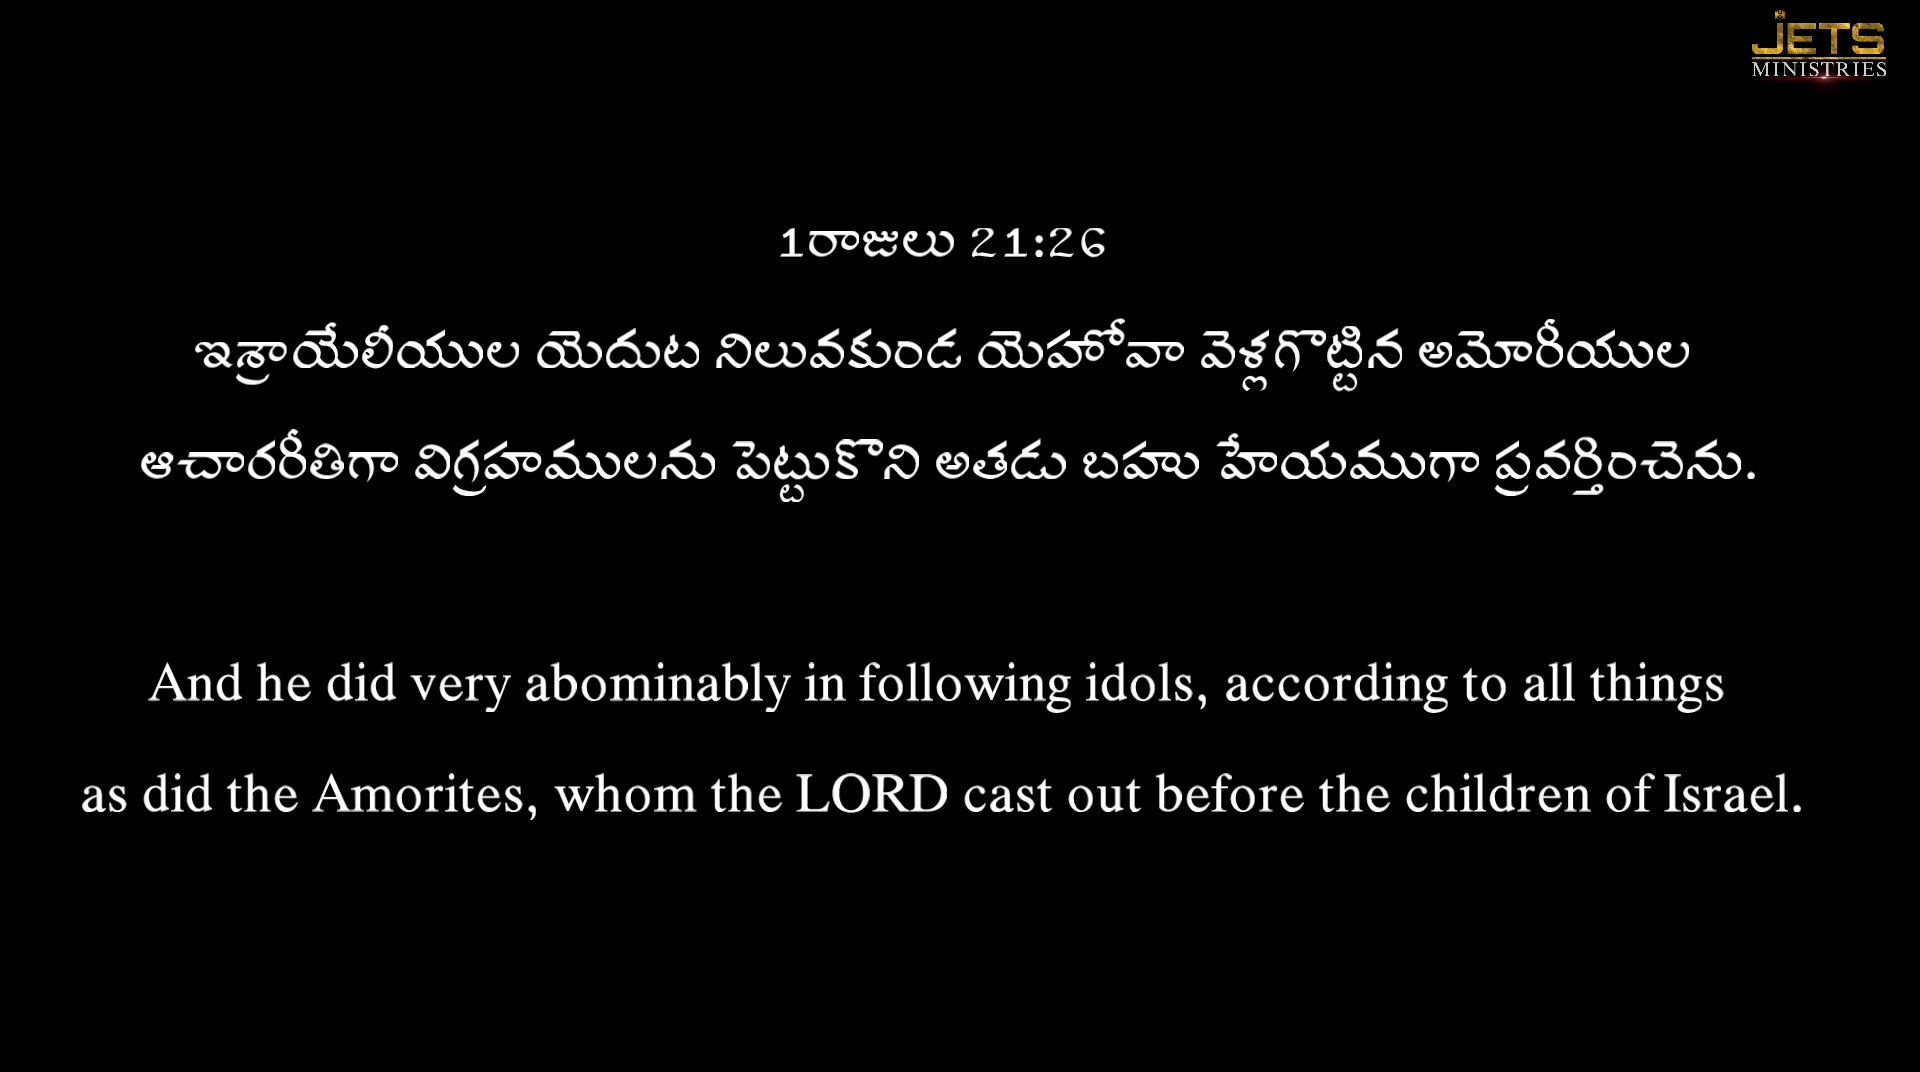 JETS
MINISTRIES
1రాజులు 21:26
ఇశ్రాయేలీయుల యెదుట నిలువకుండ యెహోవా వెళ్లగొట్టిన అమోరీయుల
ఆచారరీతిగా విగ్రహములను పెట్టుకొని అతడు బహు హేయముగా ప్రవర్తించెను.
And he did very abominably in following idols, according to all things
as did the Amorites, whom the LORD cast out before the children of Israel.